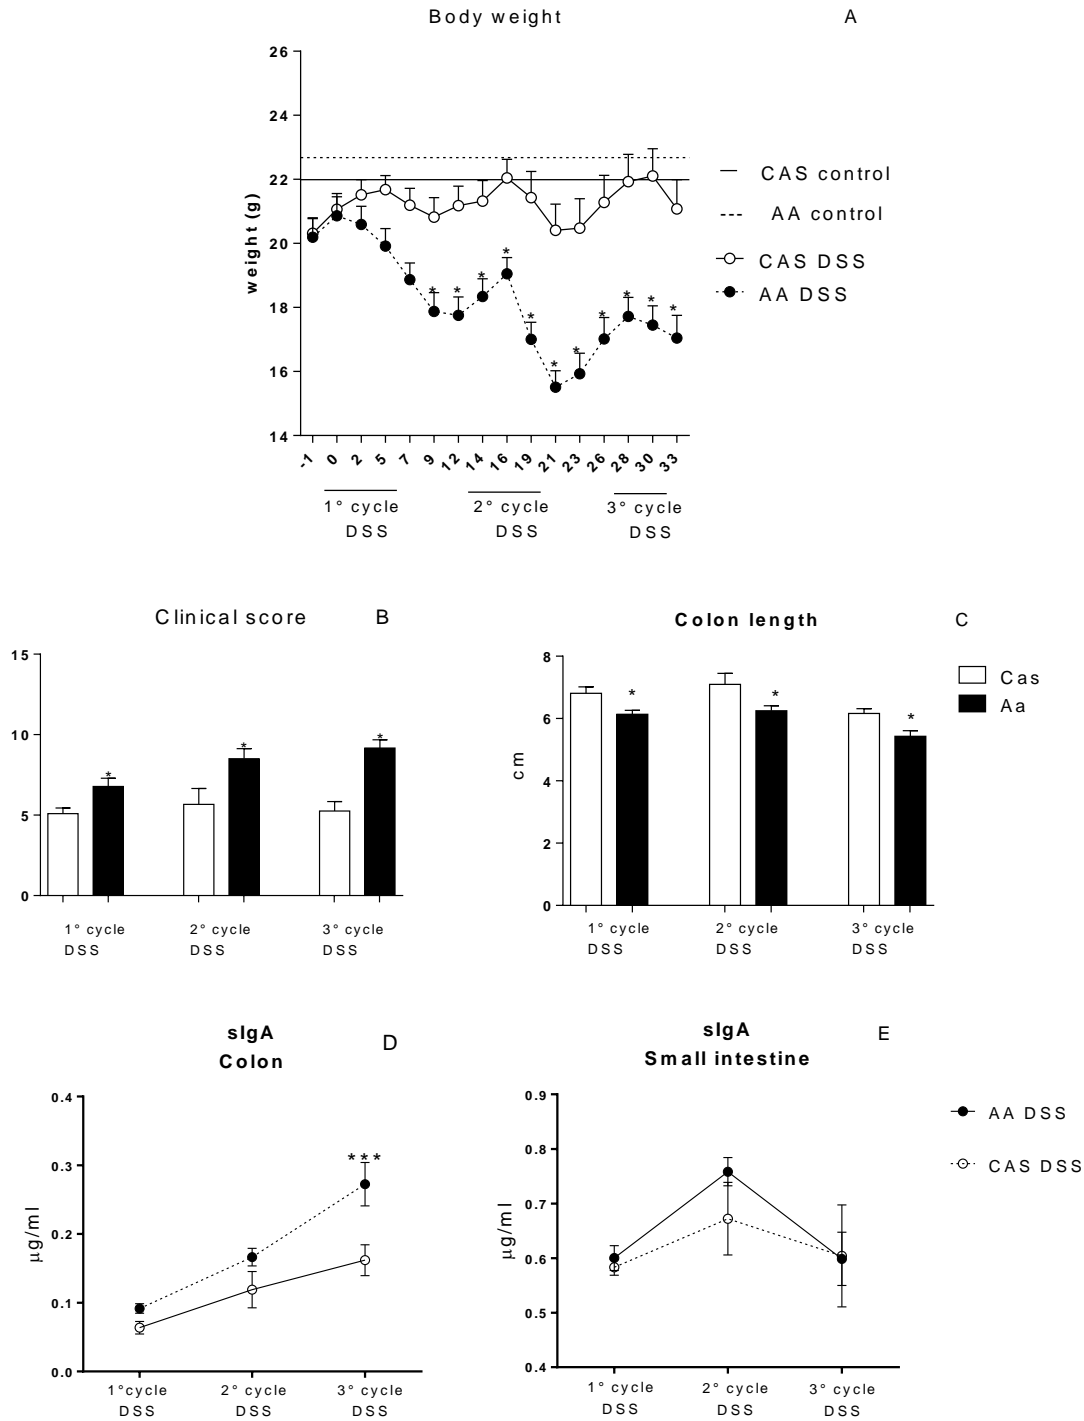 Body weight
A
26
24
22
20
18
16
14
weight (g)
-1 0 2 5 7 9 12 14 16 19 21 23 26 28 30 33
1° cycle DSS
2° cycle DSS
3° cycle DSS
CAS control
AA control
CAS DSS
AA DSS
* * * * * * * * * * *
Clinical score
B
15
10
5
0
* * *
1° cycle DSS
2° cycle DSS
3° cycle DSS
Colon length
C
8
6
4
2
0
cm
* * *
1° cycle DSS
2° cycle DSS
3° cycle DSS
Cas
Aa
sIgA
Colon
D
0.4
0.3
0.2
0.1
0.0
µg/ml
***
1°cycle DSS
2° cycle DSS
3° cycle DSS
sIgA
Small intestine
E
0.9
0.8
0.7
0.6
0.5
0.4
µg/ml
1° cycle DSS
2° cycle DSS
3° cycle DSS
AA DSS
CAS DSS